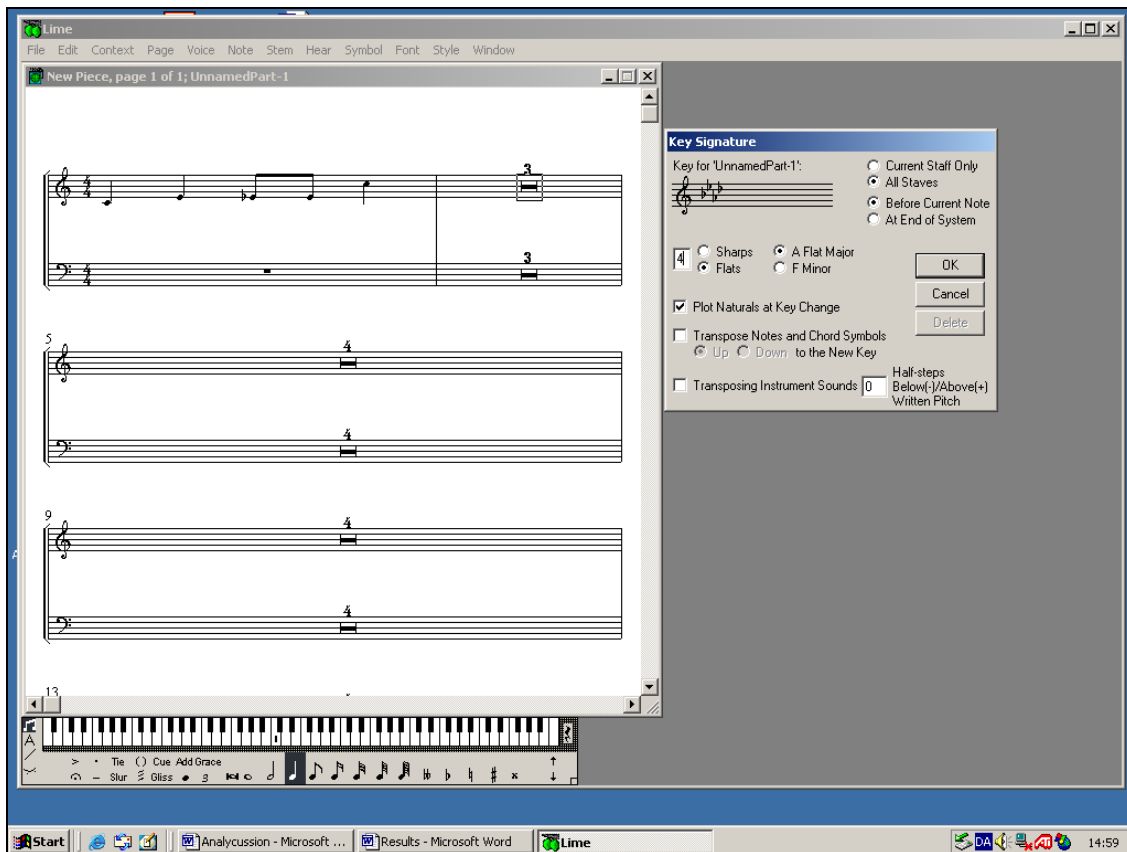 Lime
File Edit Context Page Voice Note Stem Hear Symbol Font Style Window
New Piece, page 1 of 1; UnnamedPart-1
3
3
5
4
4
9
4
4
13
Key Signature
Key for 'UnnamedPart-1':
Current Staff Only
All Staves
Before Current Note
At End of System
4 Sharps A Flat Major
Flats F Minor
OK
Cancel
Delete
Plot Naturals at Key Change
Transpose Notes and Chord Symbols
Up Down to the New Key
Transposing Instrument Sounds 0 Half-steps
Below(-)/Above(+)
Written Pitch
A
Tie () Cue Add Grace
Slur Gliss 3
Start Analycussion - Microsoft ... Results - Microsoft Word Lime DA 14:59